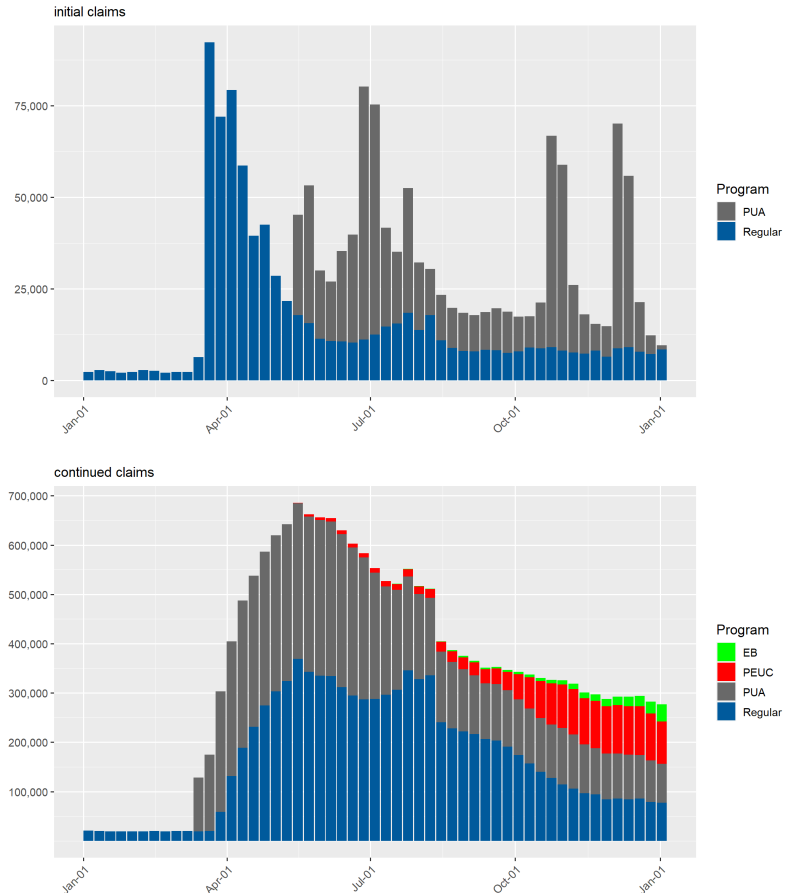 initial claims
75,000
50,000
25,000
0
Jan-01
Apr-01
Jul-01
Oct-01
Jan-01
Program
PUA
Regular
continued claims
700,000
600,000
500,000
400,000
300,000
200,000
100,000
Jan-01
Apr-01
Jul-01
Oct-01
Jan-01
Program
EB
PEUC
PUA
Regular